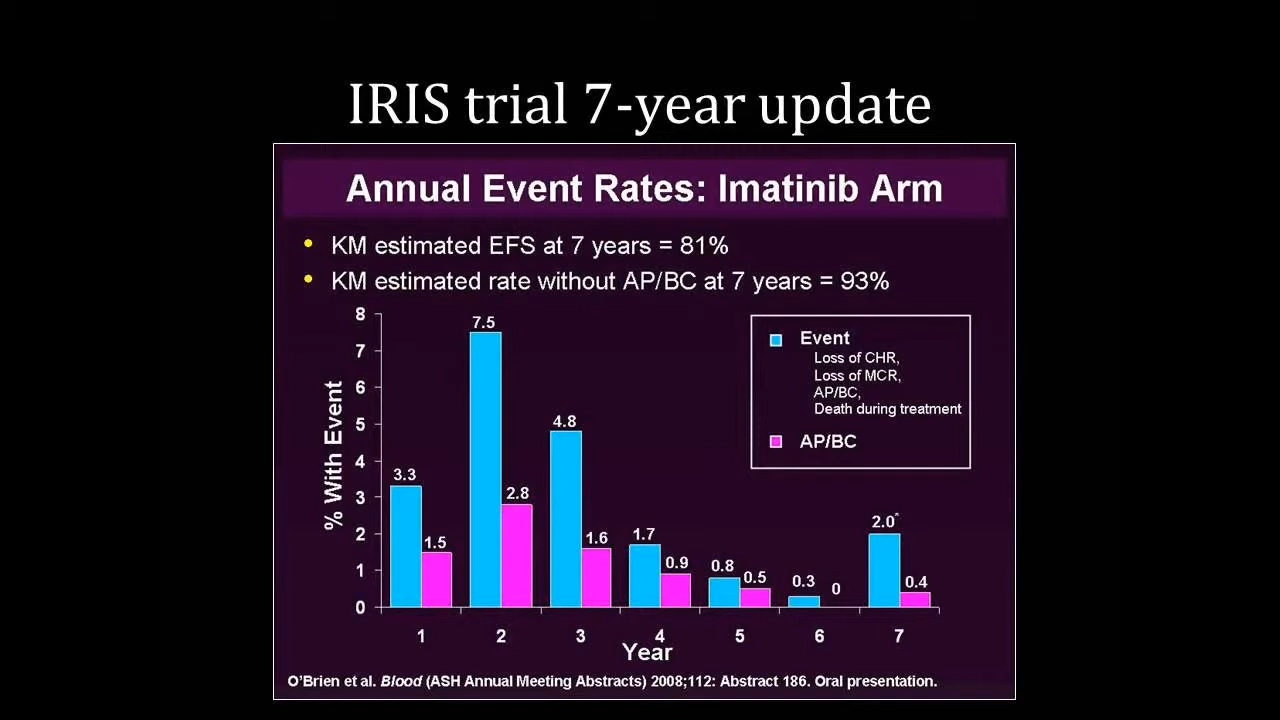 IRIS trial 7-year update
Annual Event Rates: Imatinib Arm
• KM estimated EFS at 7 years = 81%
• KM estimated rate without AP/BC at 7 years = 93%
% With Event
8
7
6
5
4
3
2
1
0
3.3
1.5
7.5
2.8
4.8
1.6
1.7
0.9
0.8
0.5
0.3
0
2.0*
0.4
Event
Loss of CHR,
Loss of MCR,
AP/BC,
Death during treatment
AP/BC
1 2 3 4 5 6 7
Year
O’Brien et al. Blood (ASH Annual Meeting Abstracts) 2008;112: Abstract 186. Oral presentation.